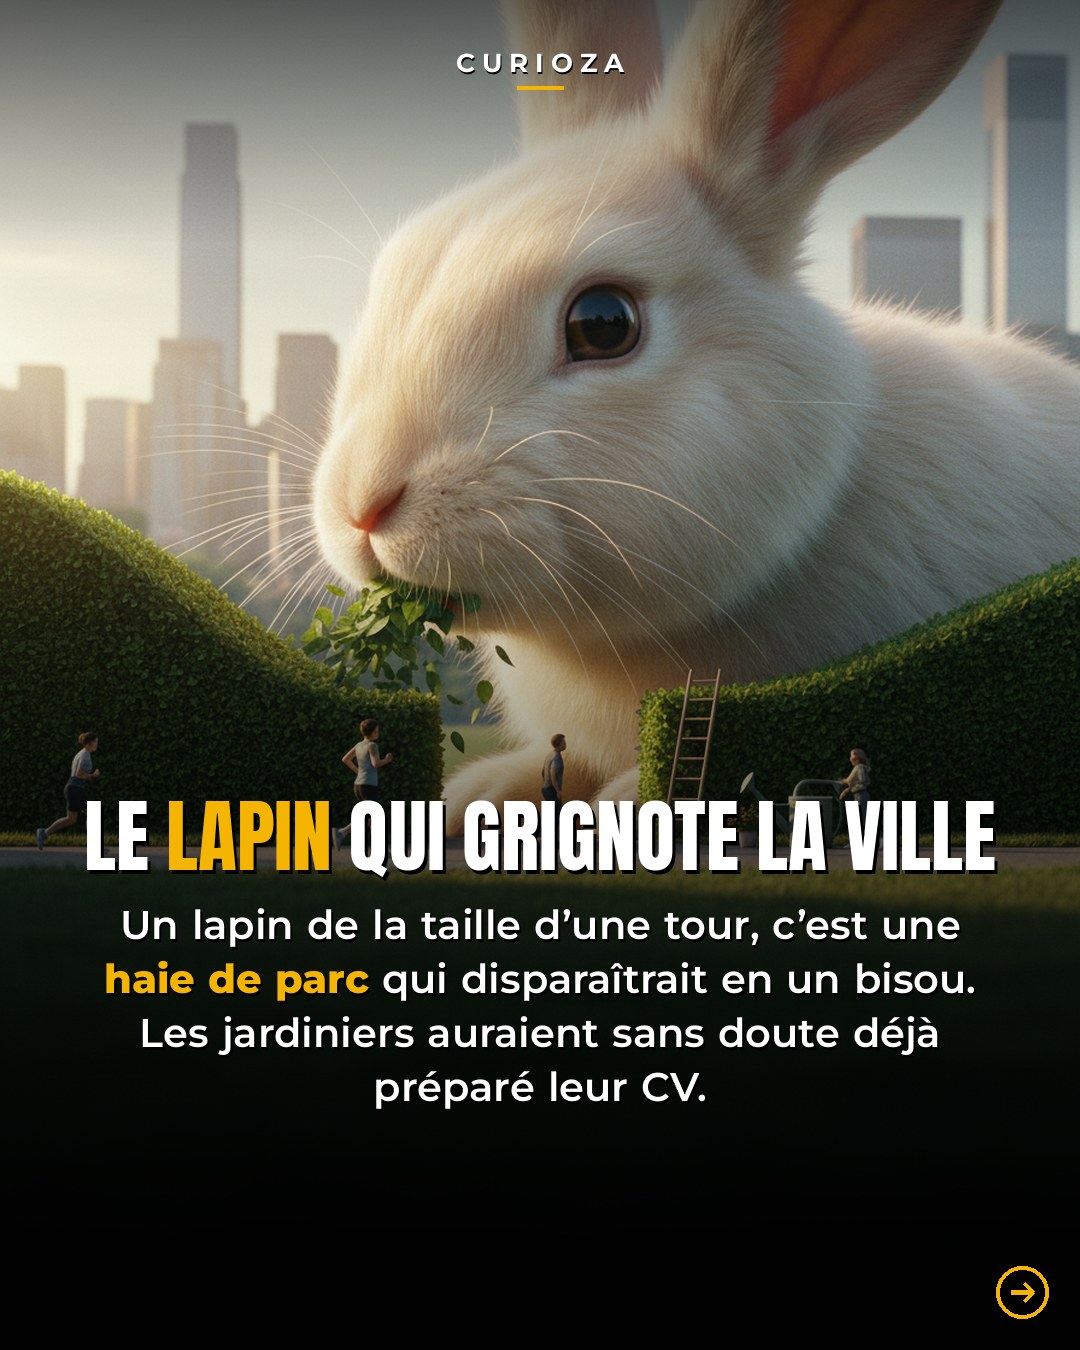 CURIOZA
LE LAPIN QUI GRIGNOTE LA VILLE
Un lapin de la taille d’une tour, c’est une
haie de parc qui disparaîtrait en un bisou.
Les jardiniers auraient sans doute déjà
préparé leur CV.